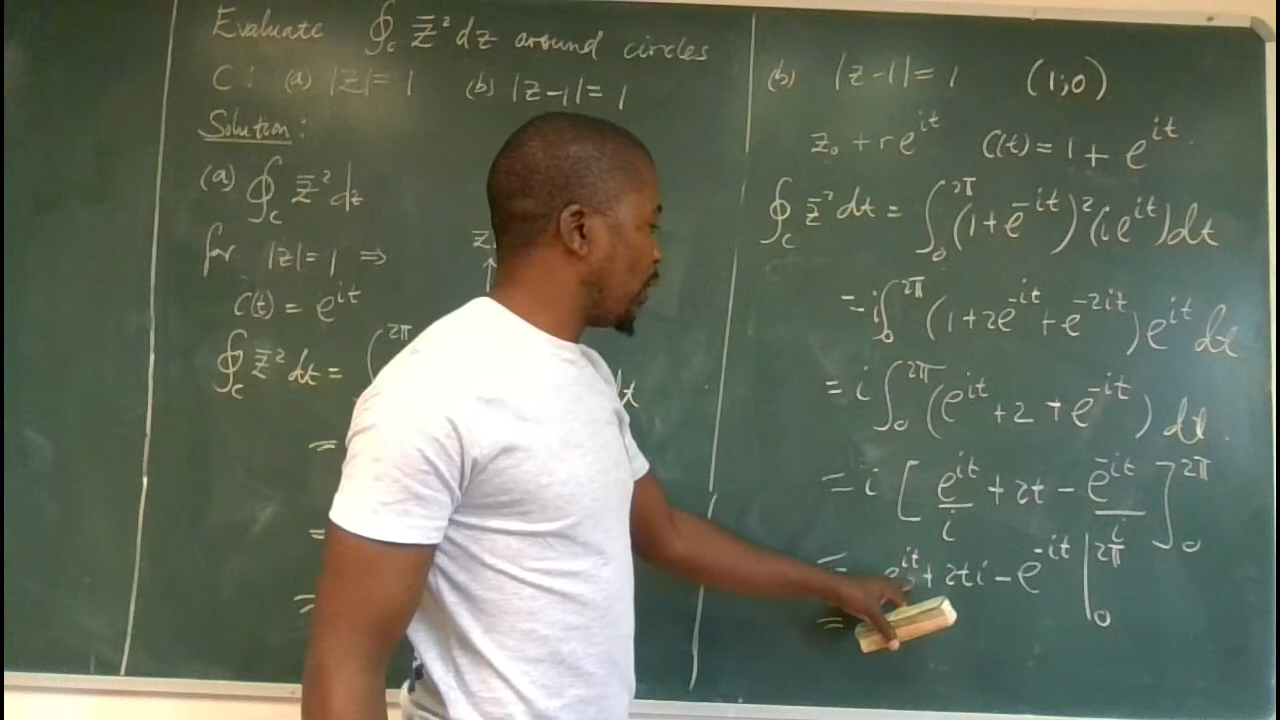 Evaluate ∮_C z̄² dz around circles
C: (a) |z|=1 (b) |z-1|=1
Solution:
(a) ∮_C z̄² dz
for |z|=1 ⇒
C(t) = e^{it}
∮_C z̄² dt = ∫^{2π} dt
=
=
=
z
(b) |z-1|=1 (1;0)
z₀ + re^{it} C(t) = 1 + e^{it}
∮_C z̄² dt = ∫₀^{2π} (1+e^{-it})² (ie^{it}) dt
= i∫₀^{2π} (1+2e^{-it}+e^{-2it}) e^{it} dt
= i∫₀^{2π} (e^{it}+2+e^{-it}) dt
= i [e^{it}/i + 2t - e^{-it}/i]₀^{2π}
= e^{it} + 2ti - e^{-it} |₀^{2π}
=